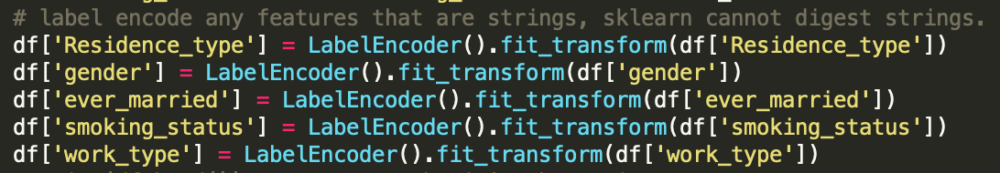 # label encode any features that are strings, sklearn cannot digest strings.
df['Residence_type'] = LabelEncoder().fit_transform(df['Residence_type'])
df['gender'] = LabelEncoder().fit_transform(df['gender'])
df['ever_married'] = LabelEncoder().fit_transform(df['ever_married'])
df['smoking_status'] = LabelEncoder().fit_transform(df['smoking_status'])
df['work_type'] = LabelEncoder().fit_transform(df['work_type'])